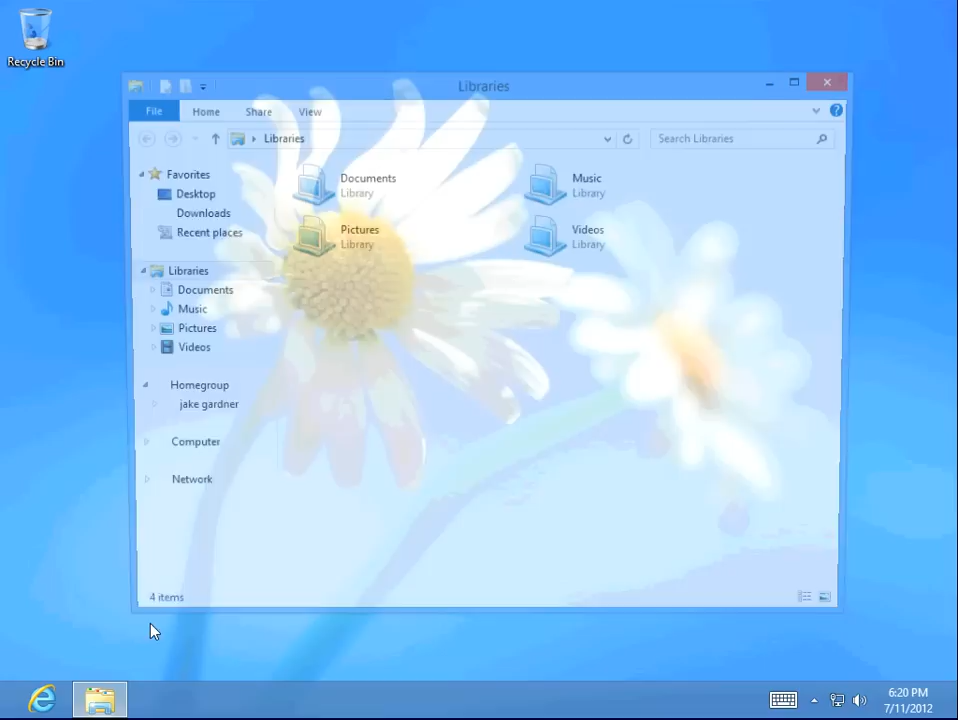 Recycle Bin
Libraries
File Home Share View
Libraries
Search Libraries
Favorites
Desktop
Downloads
Recent places
Libraries
Documents
Music
Pictures
Videos
Homegroup
jake gardner
Computer
Network
Documents
Library
Music
Library
Pictures
Library
Videos
Library
4 items
6:20 PM
7/11/2012